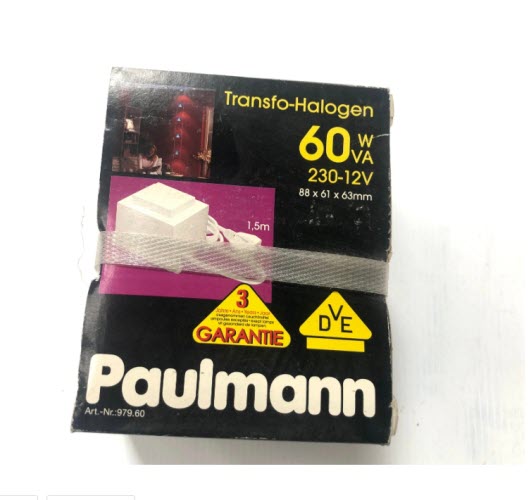 Transfo-Halogen
60 W
VA
230-12V
88 x 61 x 63mm
1,5m
3
GARANTIE
DVE
Paulmann
Art.-Nr.:979.60